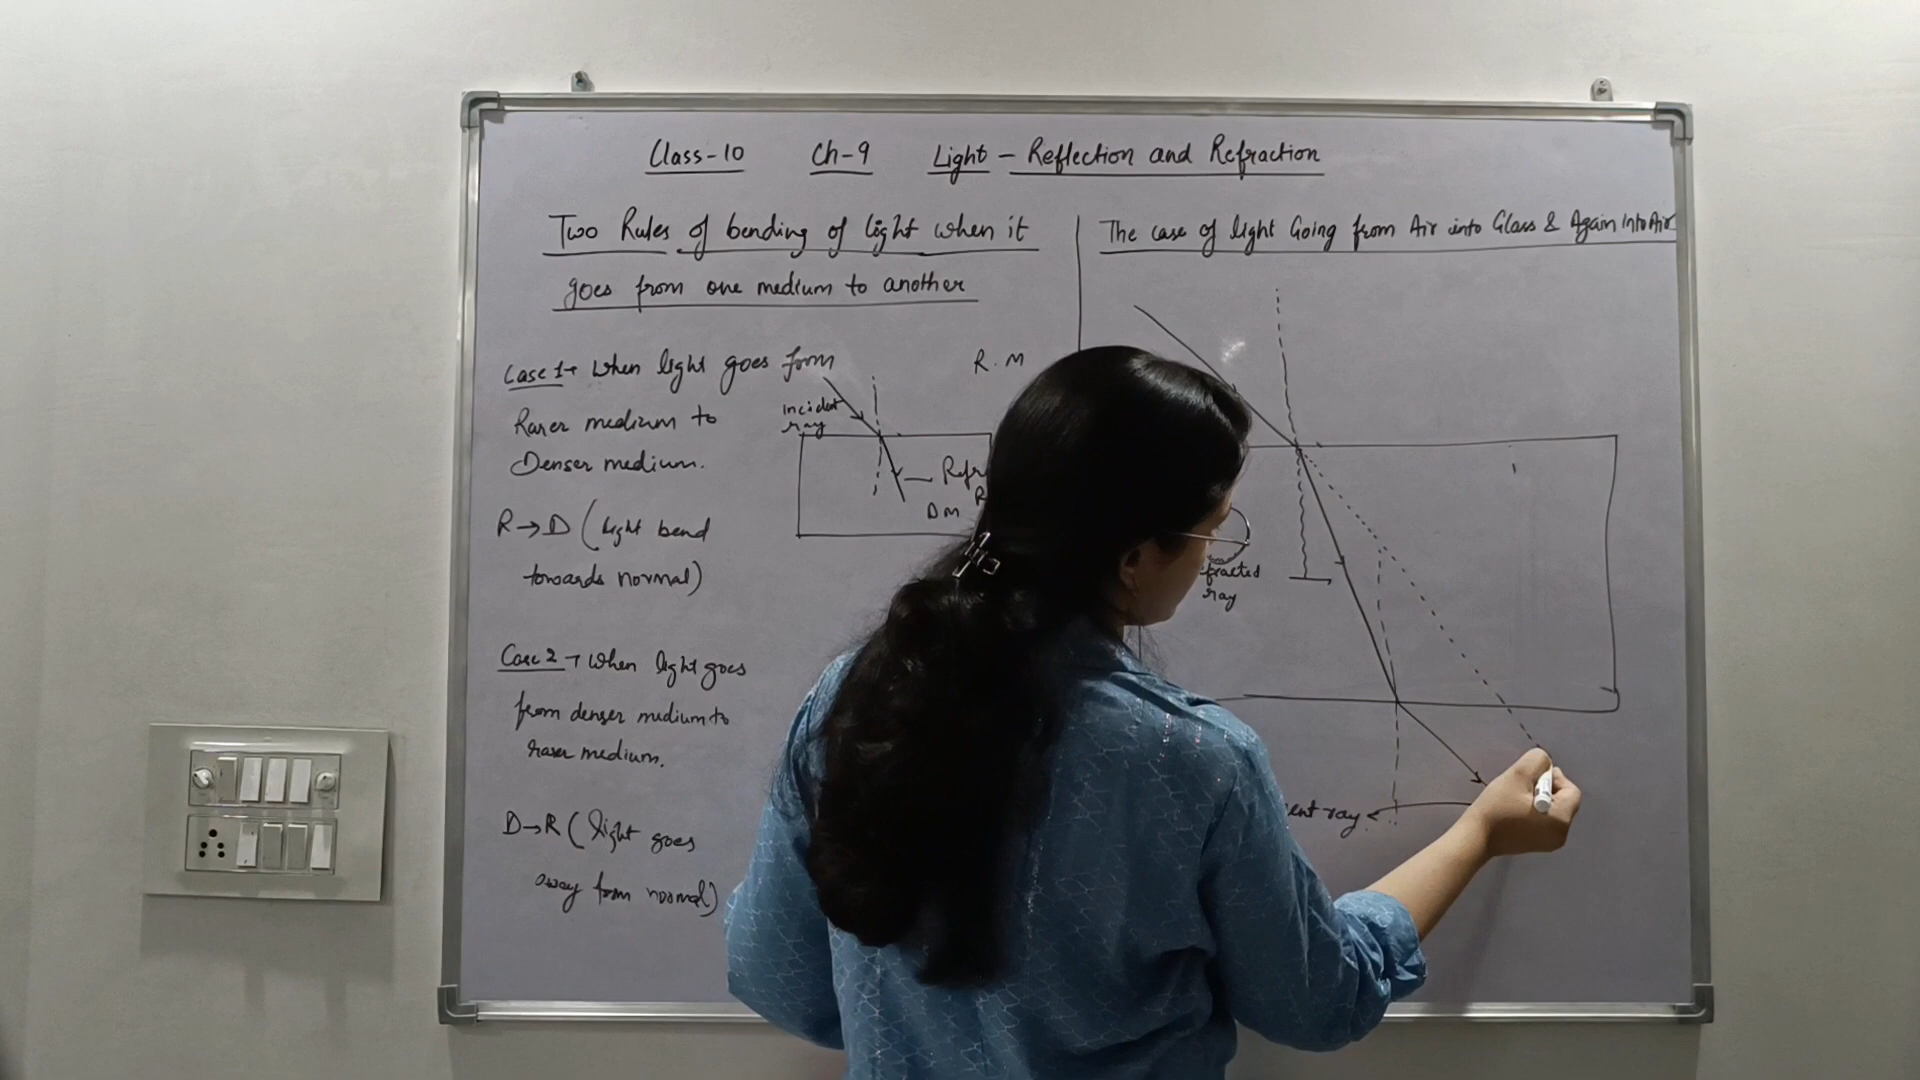 Class-10 Ch-9 Light - Reflection and Refraction
Two Rules of bending of light when it
goes from one medium to another
Case 1→ When light goes from
Rarer medium to
Denser medium.
R→D (light bend
towards normal)
Case 2→ When light goes
from denser medium to
rarer medium.
D→R (light goes
away from normal)
R.M
Incident
ray
DM
The case of light Going from Air into Glass & Again Into Air
ray
ray